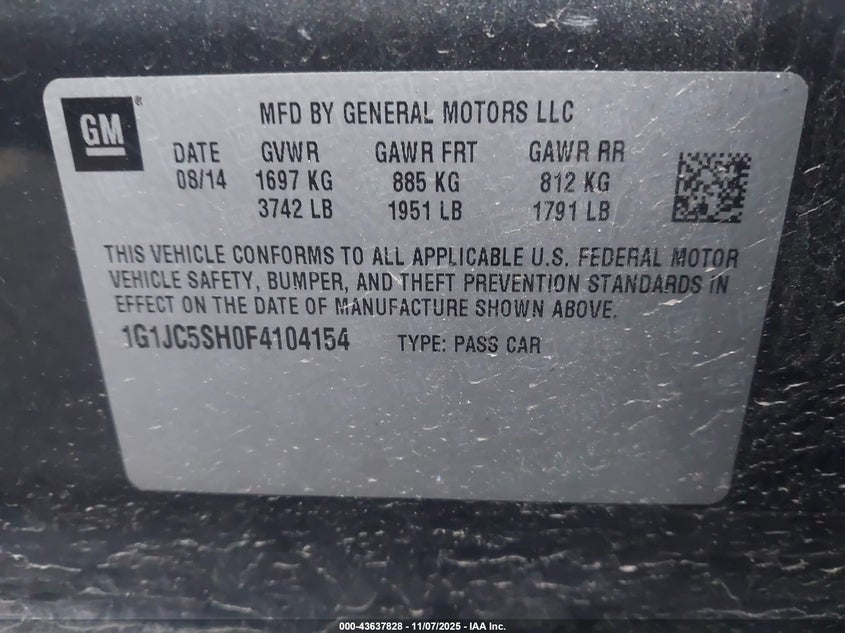 GM ®
MFD BY GENERAL MOTORS LLC
DATE GVWR GAWR FRT GAWR RR
08/14 1697 KG 885 KG 812 KG
3742 LB 1951 LB 1791 LB
THIS VEHICLE CONFORMS TO ALL APPLICABLE U.S. FEDERAL MOTOR
VEHICLE SAFETY, BUMPER, AND THEFT PREVENTION STANDARDS IN
EFFECT ON THE DATE OF MANUFACTURE SHOWN ABOVE.
1G1JC5SH0F4104154 TYPE: PASS CAR
000-43637828 - 11/07/2025 - IAA Inc.